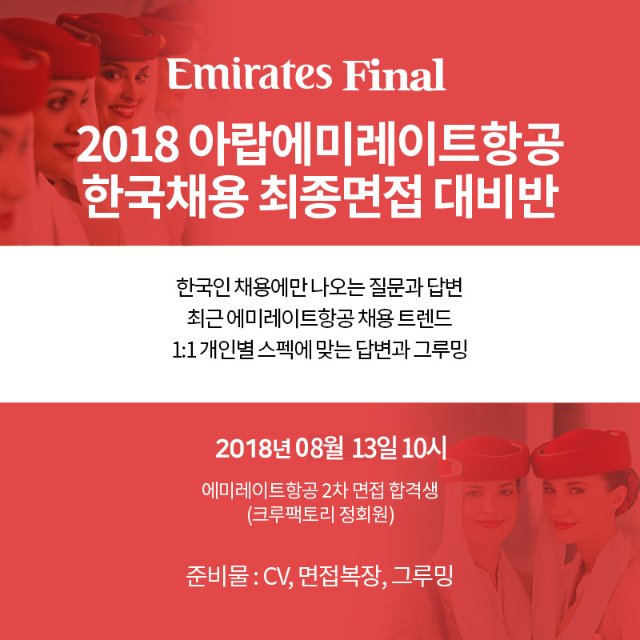 Emirates Final
2018 아랍에미레이트항공
한국채용 최종면접 대비반
한국인 채용에만 나오는 질문과 답변
최근 에미레이트항공 채용 트렌드
1:1 개인별 스펙에 맞는 답변과 그루밍
2018년 08월 13일 10시
에미레이트항공 2차 면접 합격생
(크루팩토리 정회원)
준비물 : CV, 면접복장, 그루밍